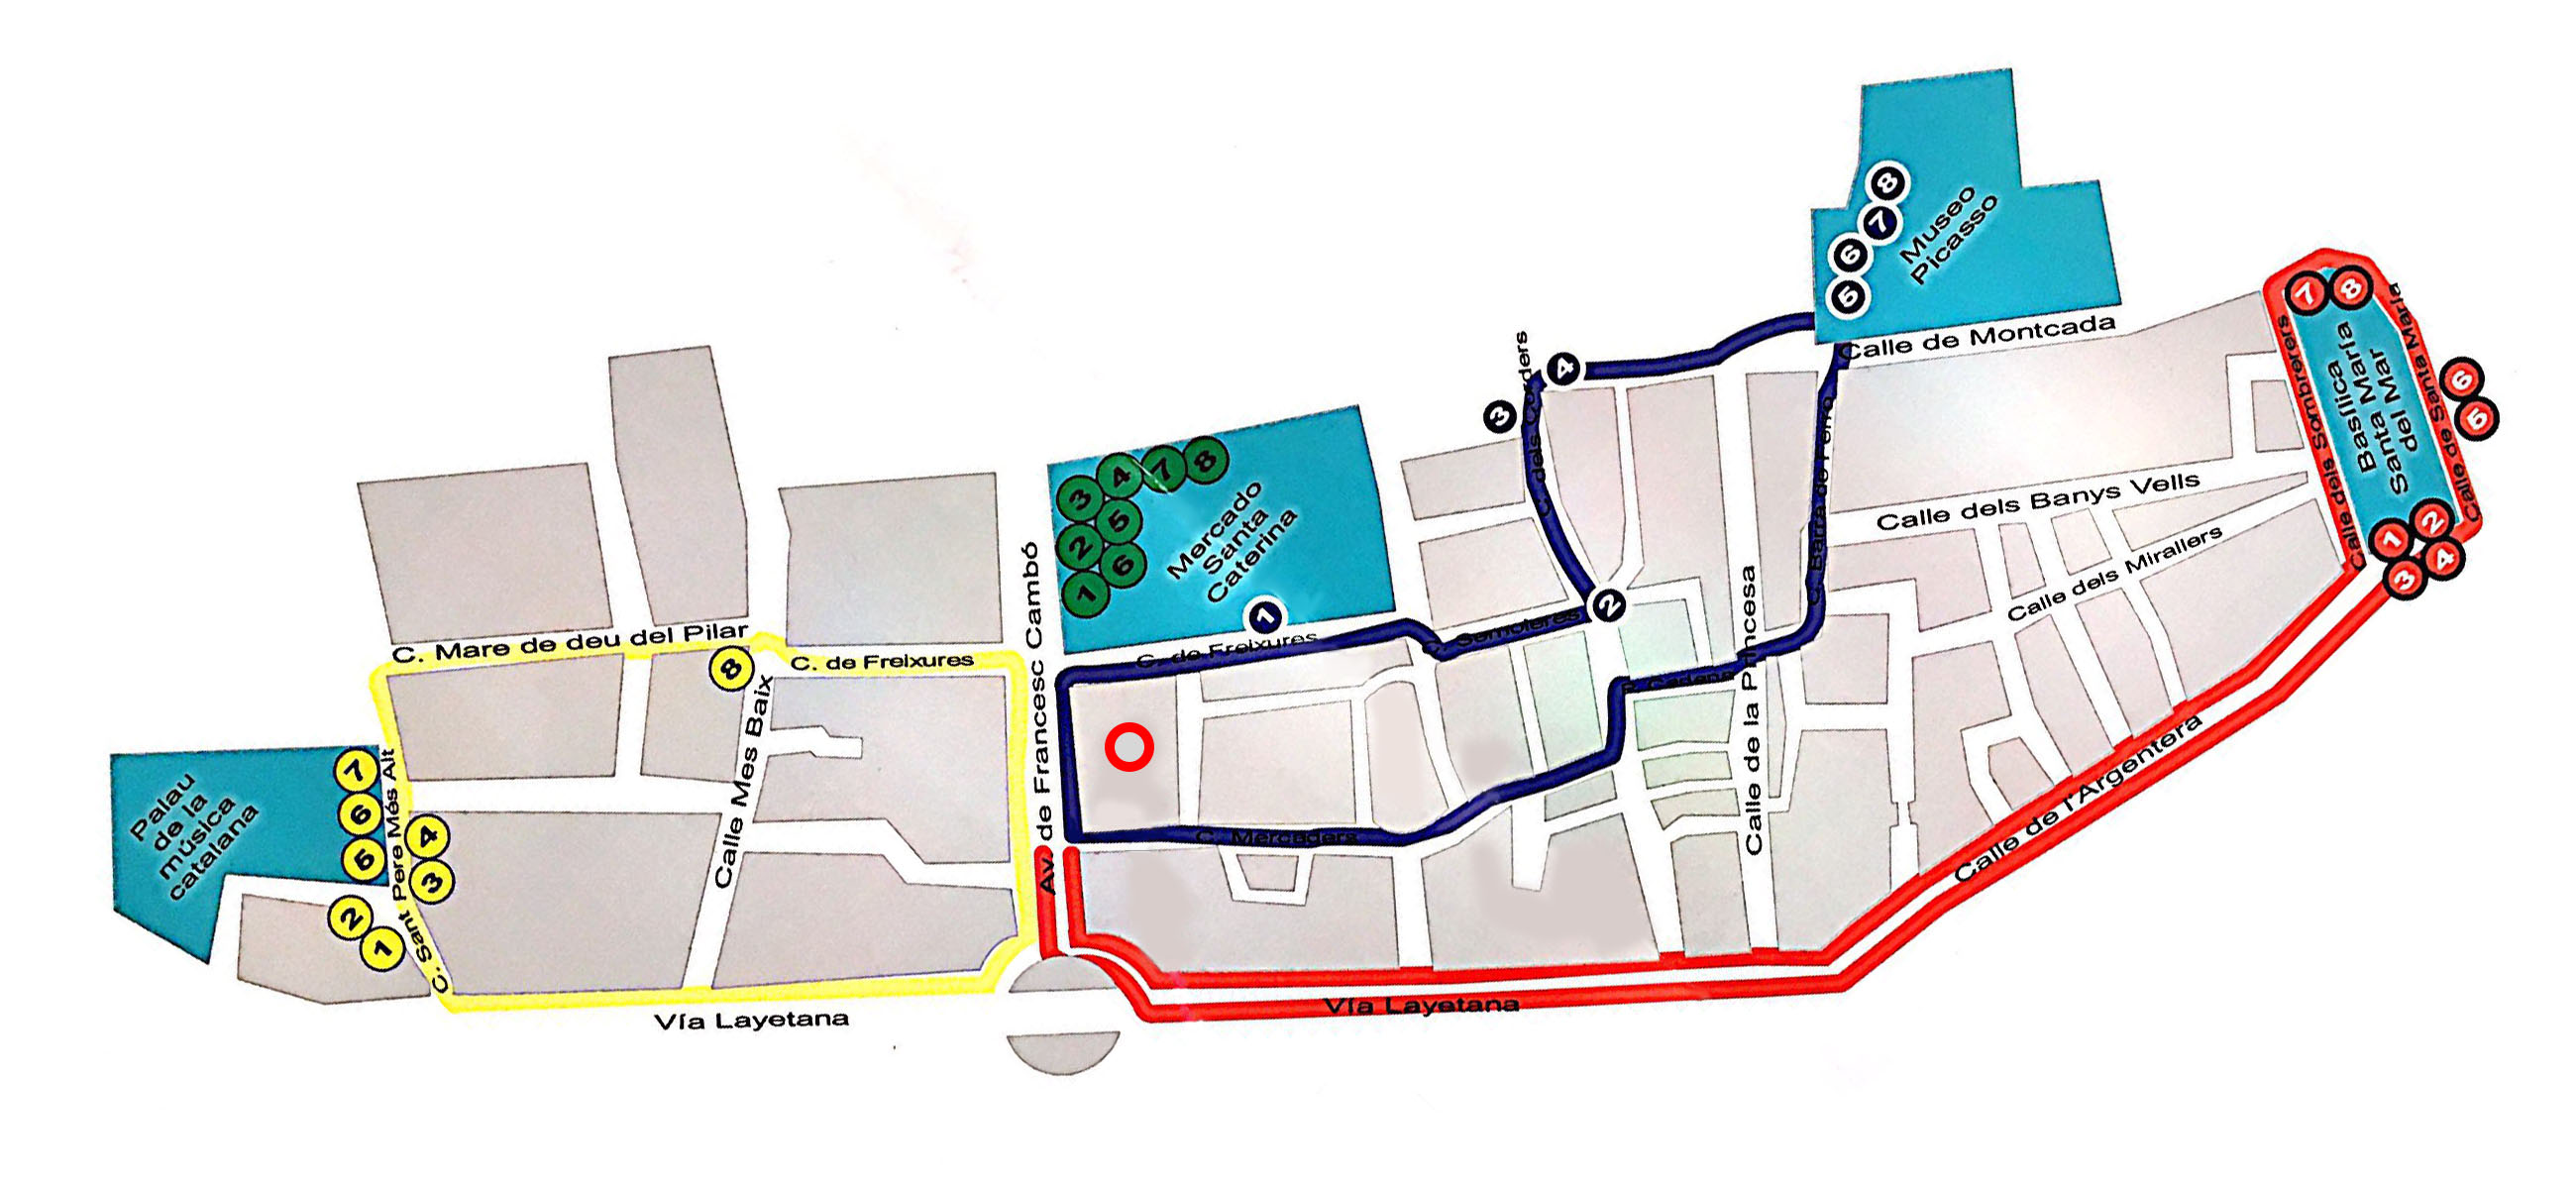 8
7
6
5
Museo
Picasso
Calle de Montcada
7
8
Calle dels Sombrerers
Basílica
Santa María
del Mar
Calle de Santa María
6
5
1
2
3
4
4
3
C. dels Corders
C. Barra de Ferro
Calle dels Banys Vells
Calle dels Mirallers
3
4
7
8
2
5
1
6
Mercado
Santa
Caterina
1
2
C. de Freixures
C. Semoleres
P. Cadena
Calle de la Princesa
C. Mercaders
Av. de Francesc Cambó
C. Mare de deu del Pilar
8
C. de Freixures
Calle Mes Baix
Palau
de la
música
catalana
7
6
5
4
3
2
1
C. Sant Pere Més Alt
Vía Layetana
Vía Layetana
Calle de l'Argentera